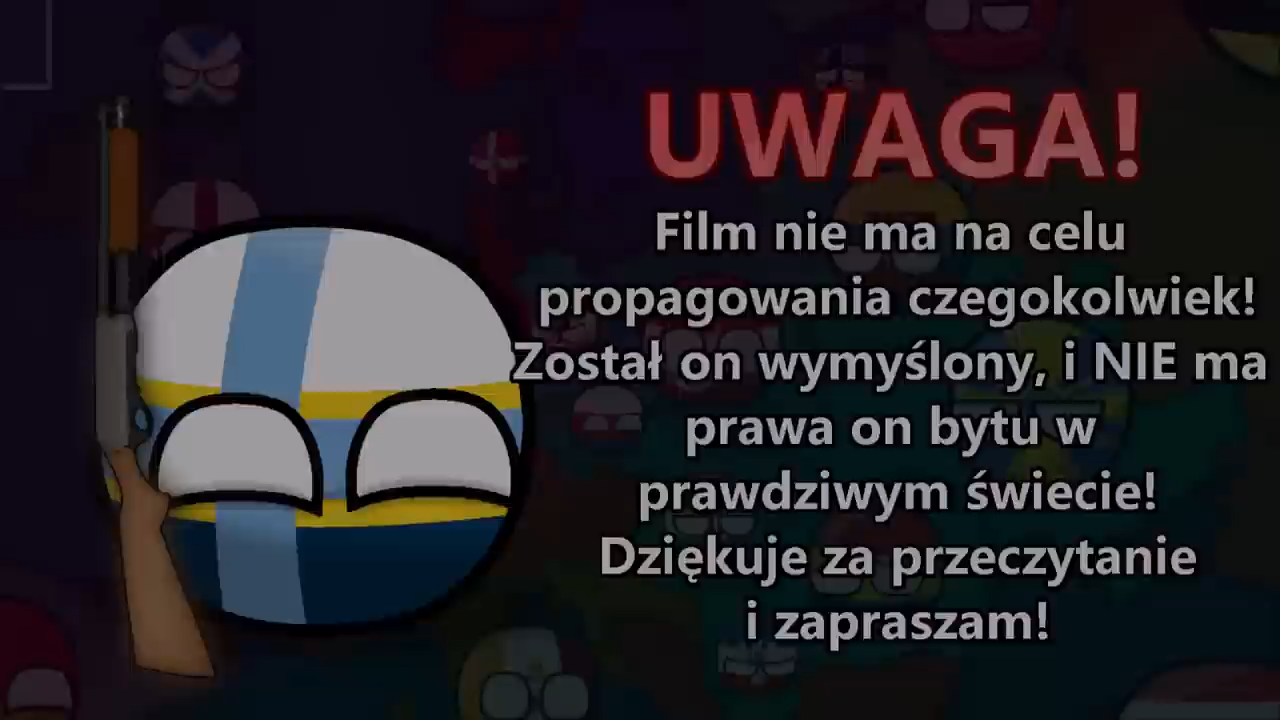 UWAGA!
Film nie ma na celu
propagowania czegokolwiek!
Został on wymyślony, i NIE ma
prawa on bytu w
prawdziwym świecie!
Dziękuje za przeczytanie
i zapraszam!